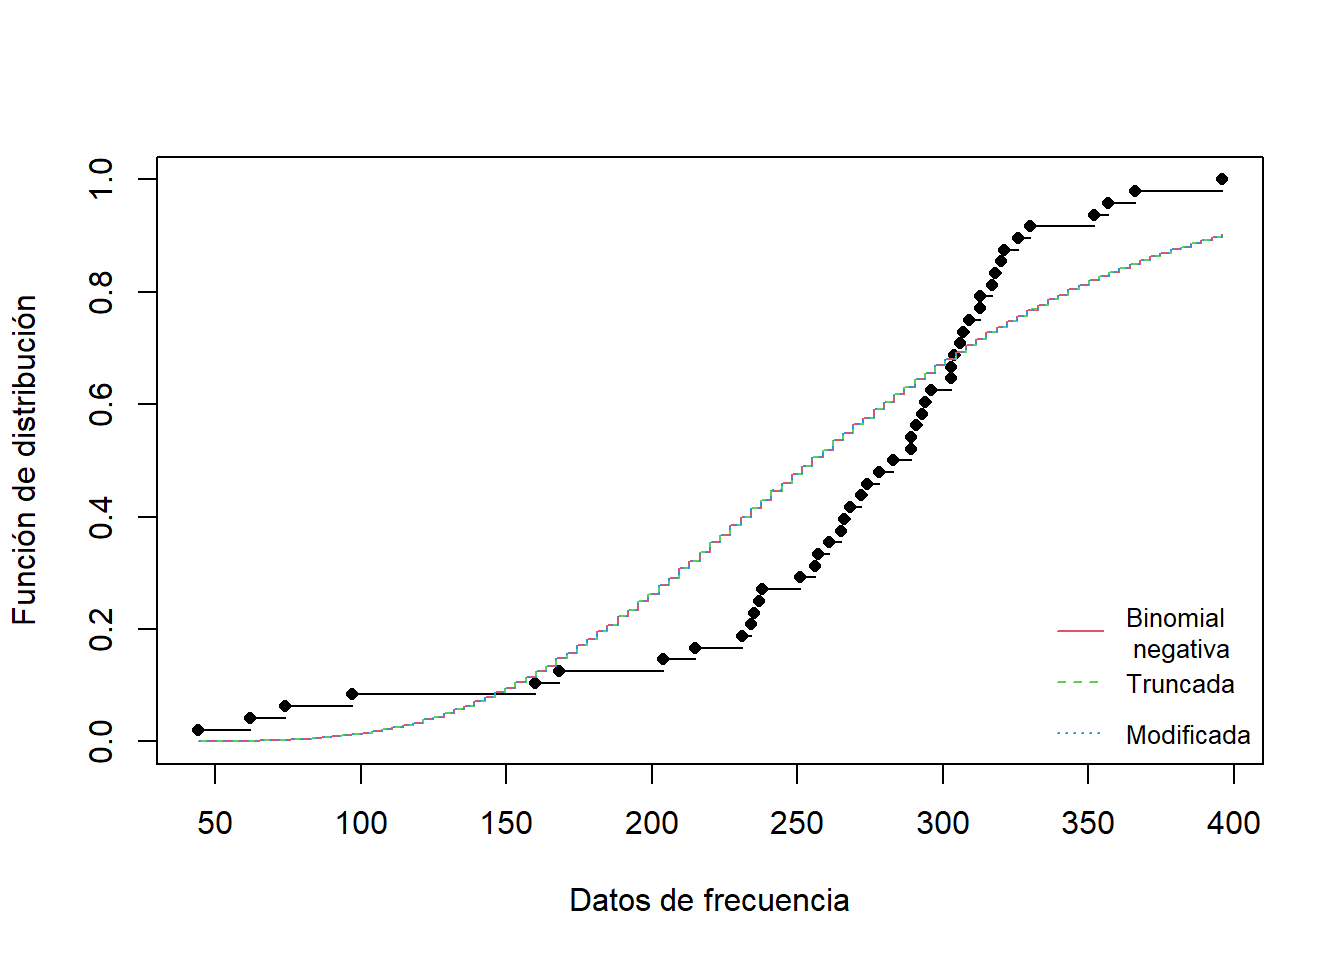 1.0
0.8
0.6
0.4
0.2
0.0
Función de distribución
Binomial
negativa
Truncada
Modificada
50 100 150 200 250 300 350 400
Datos de frecuencia